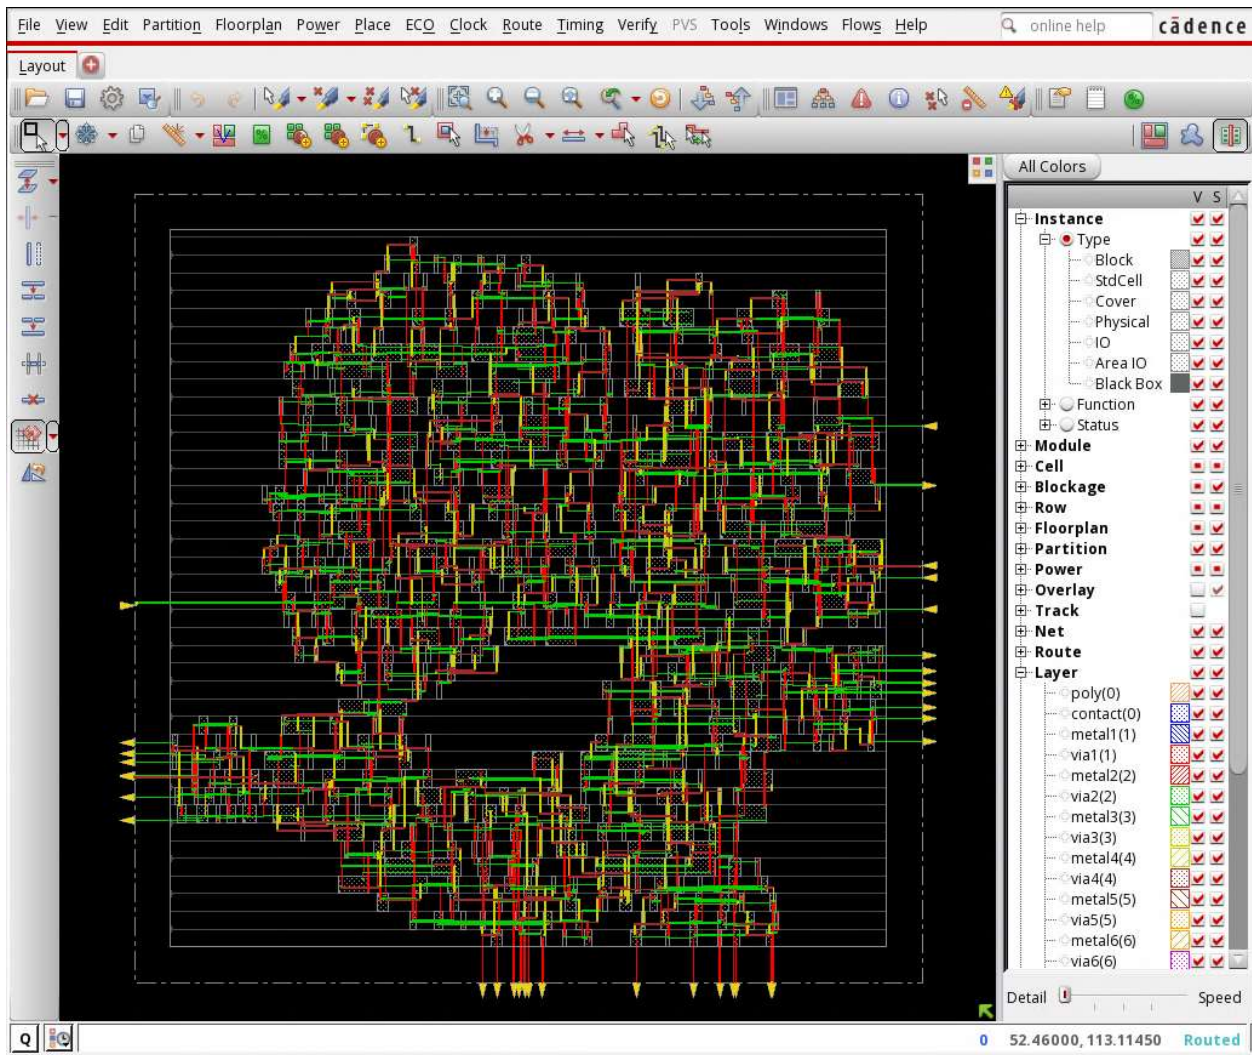 File View Edit Partition Floorplan Power Place ECO Clock Route Timing Verify PVS Tools Windows Flows Help online help cādence
Layout
All Colors
V S
Instance
Type
Block
StdCell
Cover
Physical
IO
Area IO
Black Box
Function
Status
Module
Cell
Blockage
Row
Floorplan
Partition
Power
Overlay
Track
Net
Route
Layer
poly(0)
contact(0)
metal1(1)
via1(1)
metal2(2)
via2(2)
metal3(3)
via3(3)
metal4(4)
via4(4)
metal5(5)
via5(5)
metal6(6)
via6(6)
Detail Speed
Q 0 52.46000, 113.11450 Routed